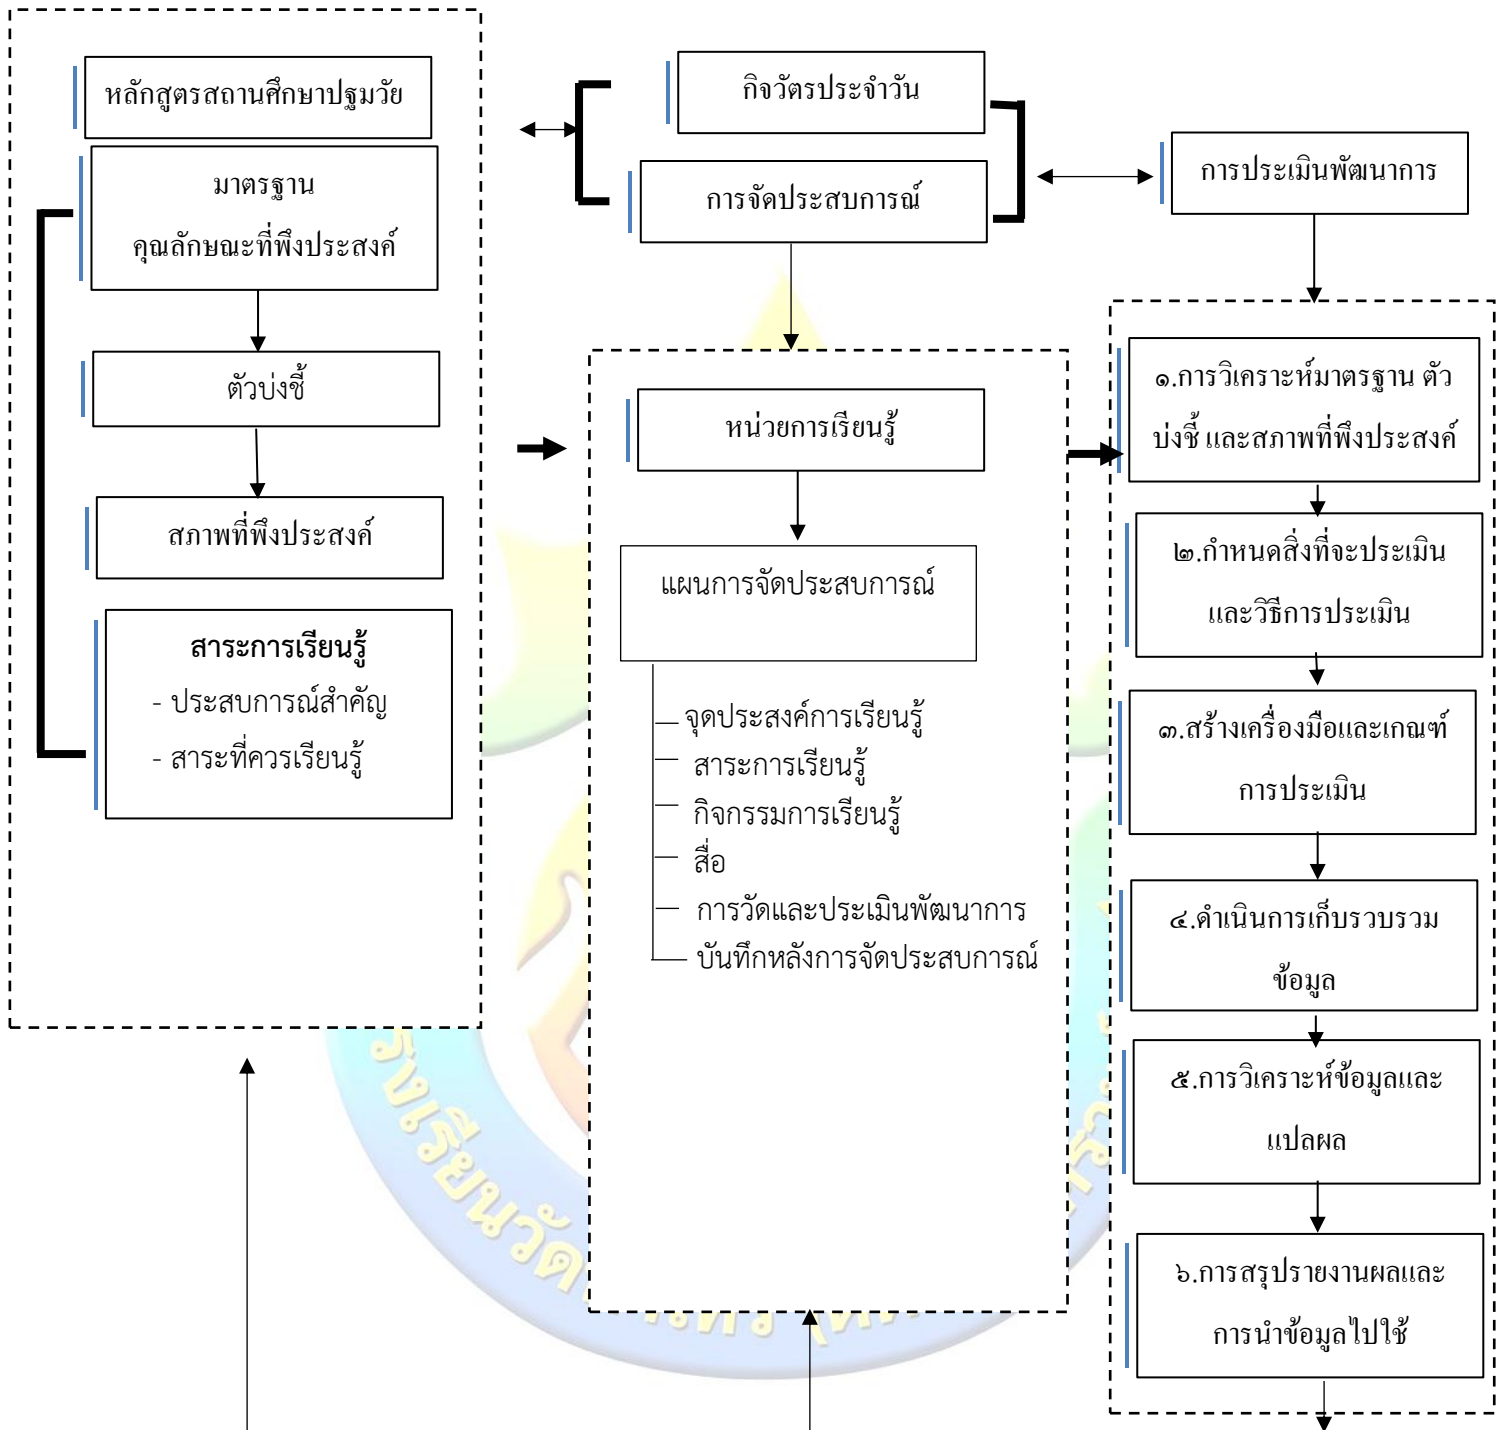 หลักสูตรสถานศึกษาปฐมวัย
มาตรฐาน
คุณลักษณะที่พึงประสงค์
ตัวบ่งชี้
สภาพที่พึงประสงค์
สาระการเรียนรู้
- ประสบการณ์สำคัญ
- สาระที่ควรเรียนรู้
กิจวัตรประจำวัน
การจัดประสบการณ์
หน่วยการเรียนรู้
แผนการจัดประสบการณ์
จุดประสงค์การเรียนรู้
สาระการเรียนรู้
กิจกรรมการเรียนรู้
สื่อ
การวัดและประเมินพัฒนาการ
บันทึกหลังการจัดประสบการณ์
การประเมินพัฒนาการ
๑.การวิเคราะห์มาตรฐาน ตัว
บ่งชี้ และสภาพที่พึงประสงค์
๒.กำหนดสิ่งที่จะประเมิน
และวิธีการประเมิน
๓.สร้างเครื่องมือและเกณฑ์
การประเมิน
๔.ดำเนินการเก็บรวบรวม
ข้อมูล
๕.การวิเคราะห์ข้อมูลและ
แปลผล
๖.การสรุปรายงานผลและ
การนำข้อมูลไปใช้